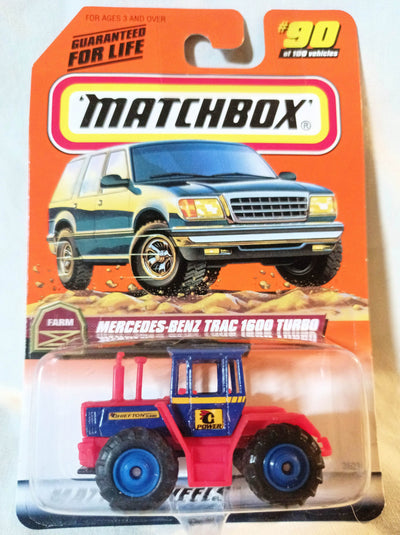 FOR AGES 3 AND OVER
GUARANTEED
FOR LIFE
#90
of 100 vehicles
MATCHBOX®
FARM
MERCEDES-BENZ TRAC 1600 TURBO
CHIEFTON
POWER